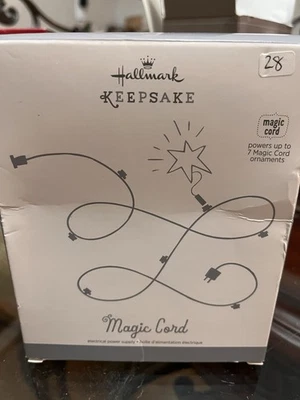 28
Hallmark
KEEPSAKE
magic
cord
powers up to
7 Magic Cord
ornaments
Magic Cord
electrical power supply • boîte d'alimentation électrique